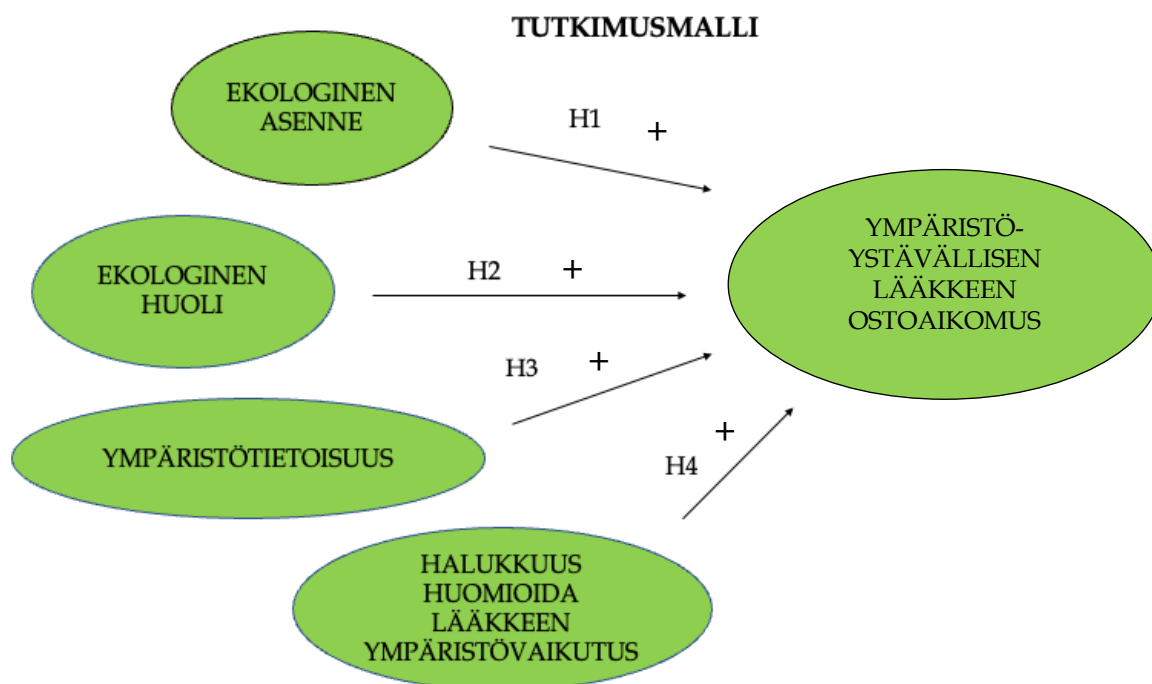 TUTKIMUSMALLI
EKOLOGINEN
ASENNE
H1 +
EKOLOGINEN
HUOLI
H2 +
YMPÄRISTÖTIETOISUUS
H3 +
HALUKKUUS
HUOMIOIDA
LÄÄKKEEN
YMPÄRISTÖVAIKUTUS
H4 +
YMPÄRISTÖ-
YSTÄVÄLLISEN
LÄÄKKEEN
OSTOAIKOMUS